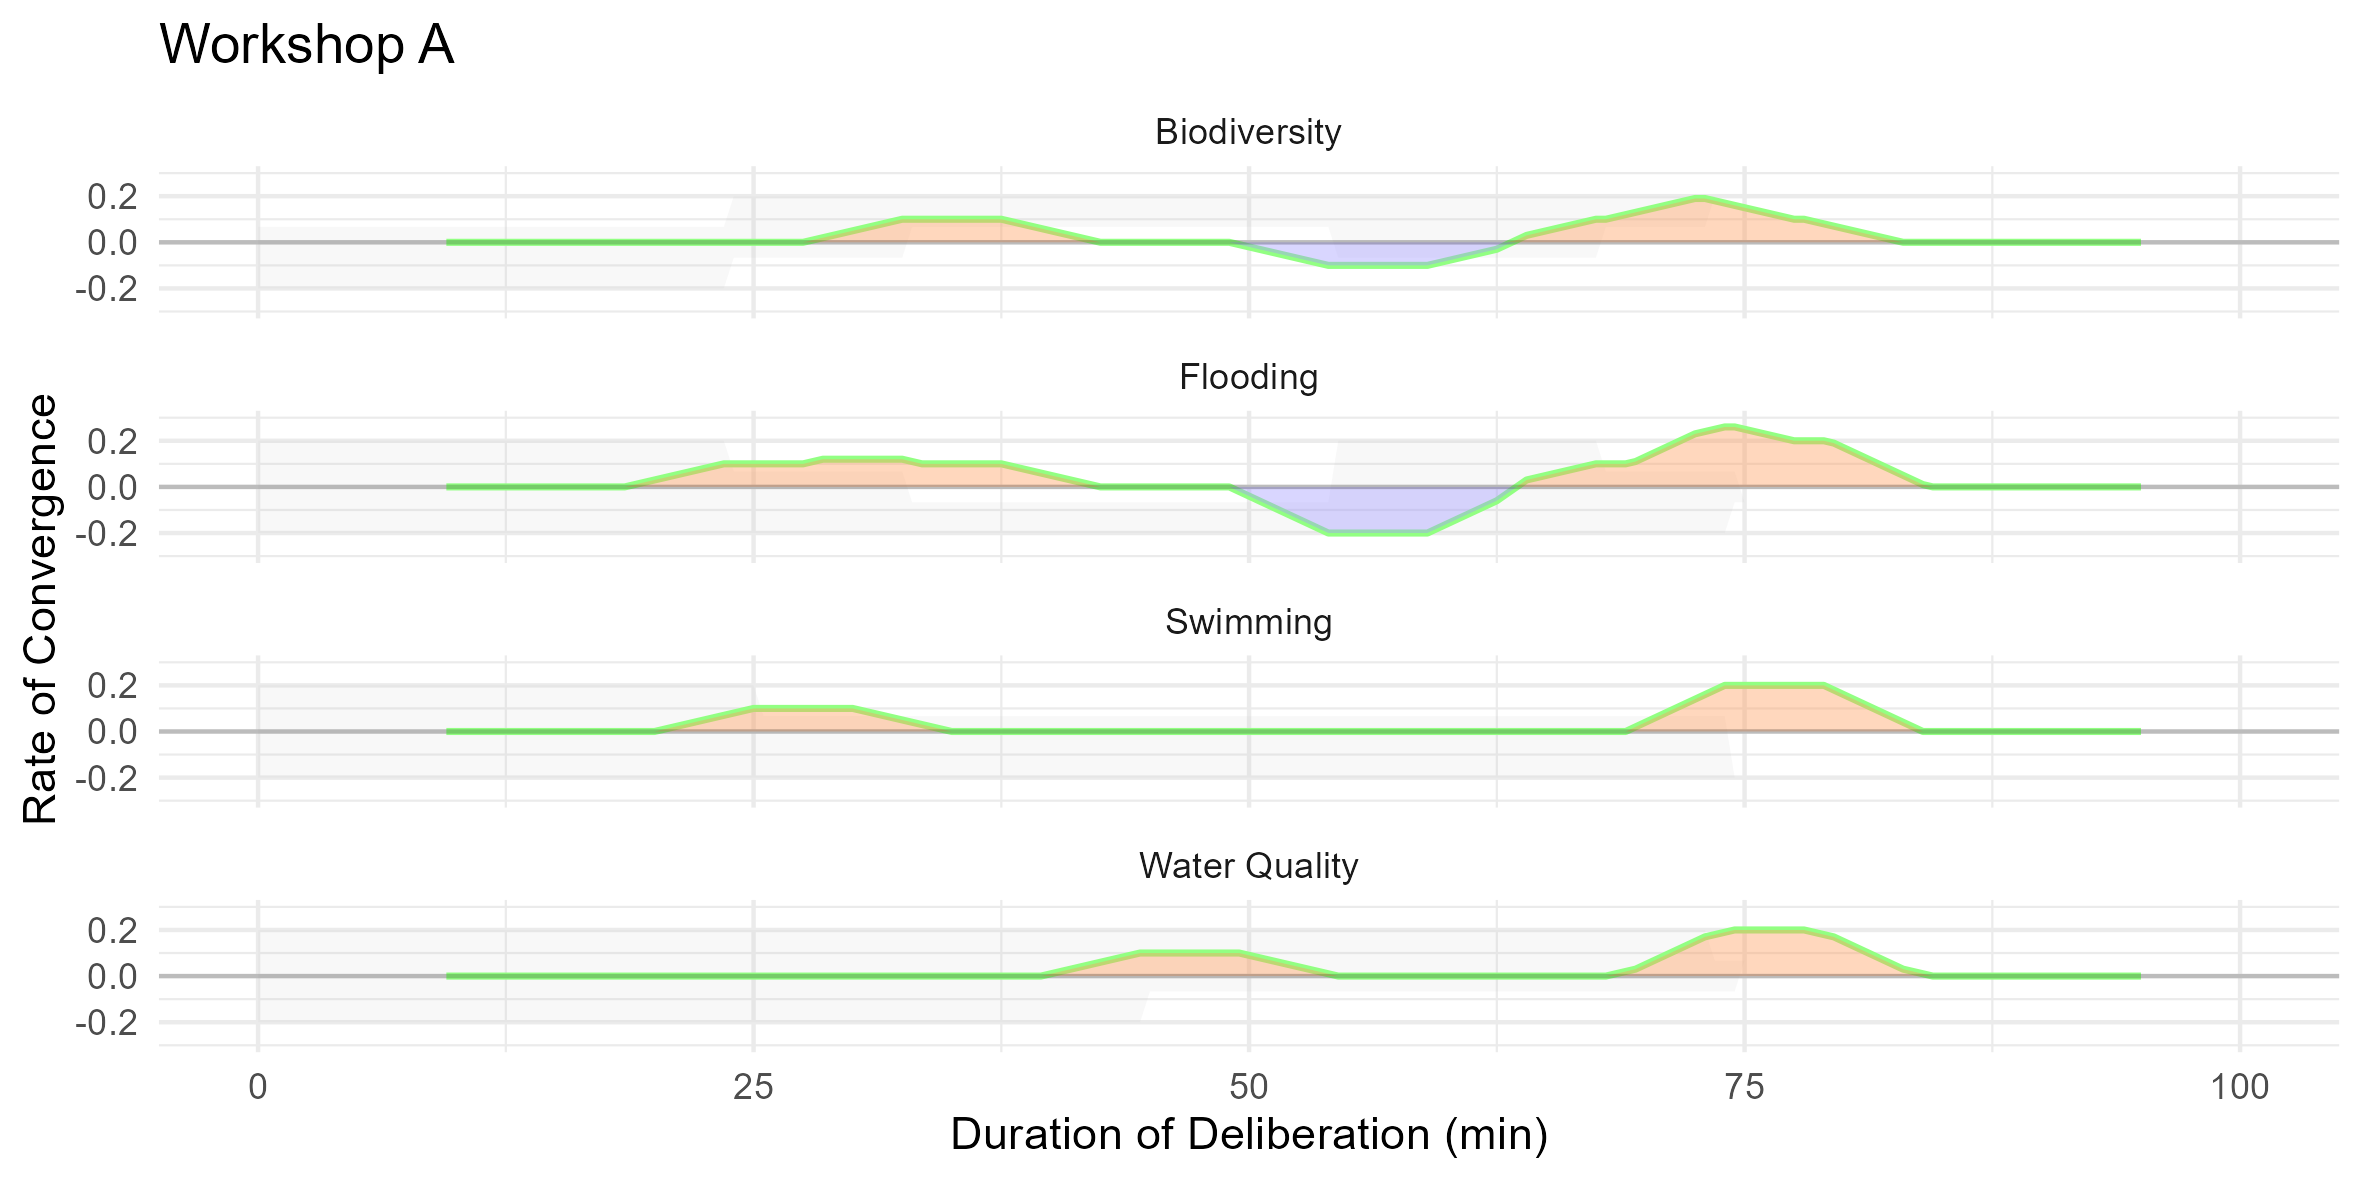 Workshop A
Biodiversity
0.2
0.0
-0.2
Flooding
0.2
0.0
-0.2
Swimming
0.2
0.0
-0.2
Water Quality
0.2
0.0
-0.2
Rate of Convergence
0 25 50 75 100
Duration of Deliberation (min)